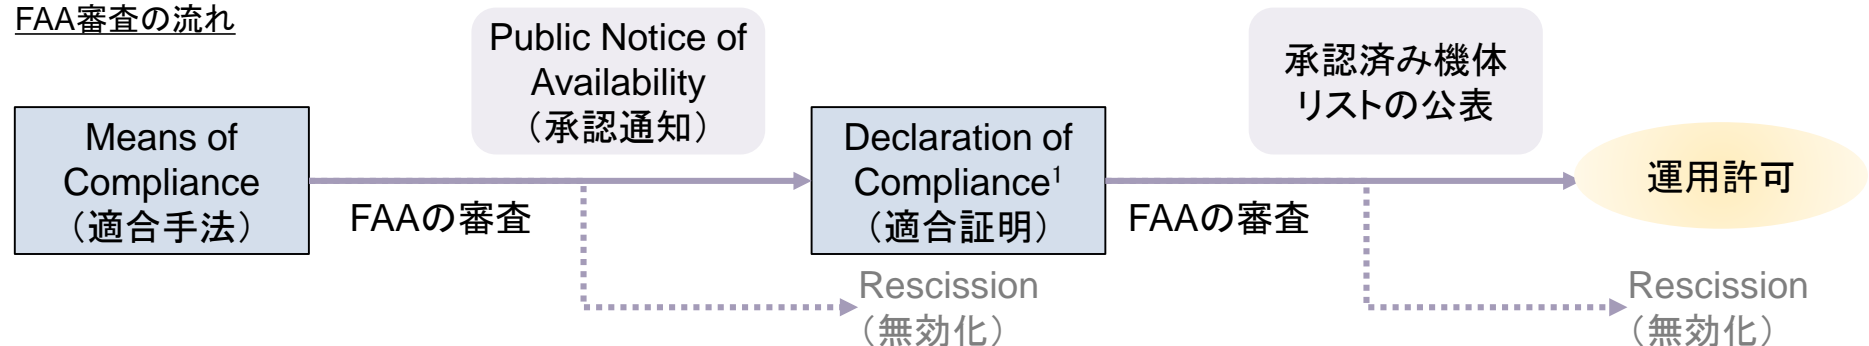 FAA審査の流れ
Public Notice of
Availability
（承認通知）
承認済み機体
リストの公表
Means of
Compliance
（適合手法）
FAAの審査
Declaration of
Compliance1
（適合証明）
FAAの審査
運用許可
Rescission
（無効化）
Rescission
（無効化）